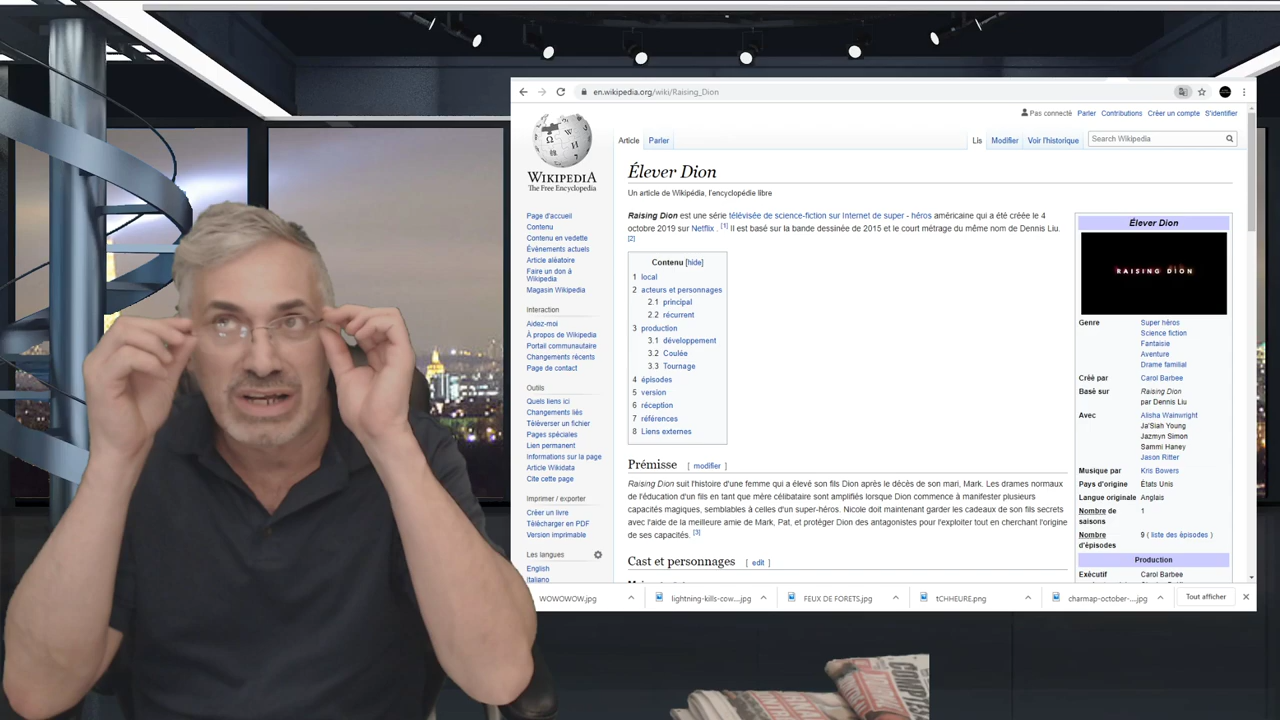 en.wikipedia.org/wiki/Raising_Dion
Pas connecté Parler Contributions Créer un compte S'identifier
WIKIPEDIA
The Free Encyclopedia
Article Parler
Lis Modifier Voir l'historique
Search Wikipedia
Page d'accueil
Contenu
Contenu en vedette
Événements actuels
Article aléatoire
Faire un don à
Wikipedia
Magasin Wikipedia
Interaction
Aidez-moi
À propos de Wikipedia
Portail communautaire
Changements récents
Page de contact
Outils
Quels liens ici
Changements liés
Téléverser un fichier
Pages spéciales
Lien permanent
Informations sur la page
Article Wikidata
Cite cette page
Imprimer / exporter
Créer un livre
Télécharger en PDF
Version imprimable
Les langues
English
Italiano
Élever Dion
Un article de Wikipédia, l'encyclopédie libre
Raising Dion est une série télévisée de science-fiction sur Internet de super - héros américaine qui a été créée le 4
octobre 2019 sur Netflix . [1] Il est basé sur la bande dessinée de 2015 et le court métrage du même nom de Dennis Liu.
[2]
Contenu [hide]
1 local
2 acteurs et personnages
2.1 principal
2.2 récurrent
3 production
3.1 développement
3.2 Coulée
3.3 Tournage
4 épisodes
5 version
6 réception
7 références
8 Liens externes
Prémisse [ modifier ]
Raising Dion suit l'histoire d'une femme qui a élevé son fils Dion après le décès de son mari, Mark. Les drames normaux
de l'éducation d'un fils en tant que mère célibataire sont amplifiés lorsque Dion commence à manifester plusieurs
capacités magiques, semblables à celles d'un super-héros. Nicole doit maintenant garder les cadeaux de son fils secrets
avec l'aide de la meilleure amie de Mark, Pat, et protéger Dion des antagonistes pour l'exploiter tout en cherchant l'origine
de ses capacités. [3]
Cast et personnages [ edit ]
Élever Dion
RAISING DION
Genre Super héros
Science fiction
Fantaisie
Aventure
Drame familial
Créé par Carol Barbee
Basé sur Raising Dion
par Dennis Liu
Avec Alisha Wainwright
Ja'Siah Young
Jazmyn Simon
Sammi Haney
Jason Ritter
Musique par Kris Bowers
Pays d'origine États Unis
Langue originale Anglais
Nombre de 1
saisons
Nombre 9 ( liste des épisodes )
d'épisodes
Production
Exécutif Carol Barbee
WOWOWOW.jpg
lightning-kills-cow....jpg
FEUX DE FORETS.jpg
tCHHEURE.png
charmap-october-...jpg
Tout afficher